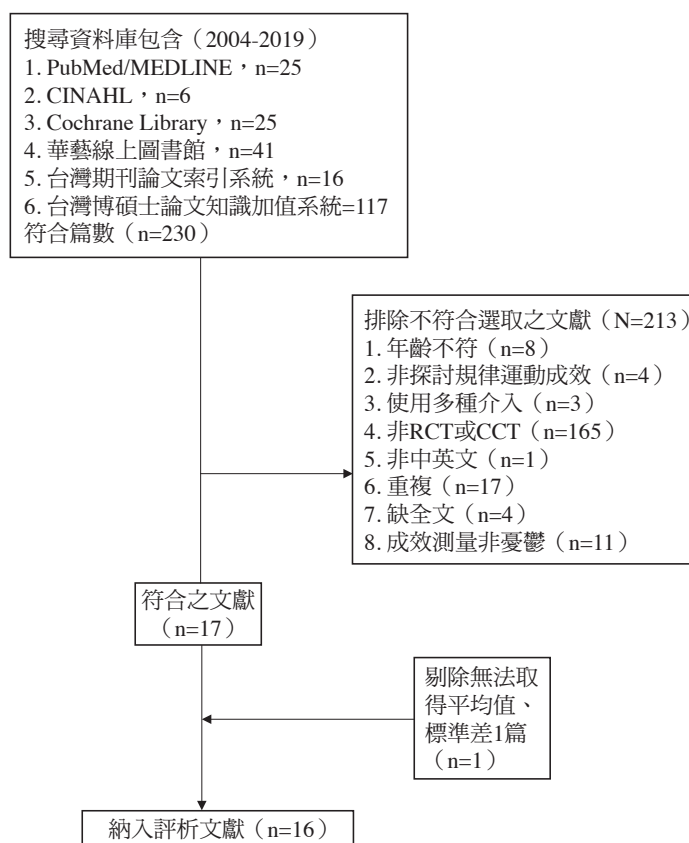 搜尋資料庫包含（2004-2019）
1. PubMed/MEDLINE，n=25
2. CINAHL，n=6
3. Cochrane Library，n=25
4. 華藝線上圖書館，n=41
5. 台灣期刊論文索引系統，n=16
6. 台灣博碩士論文知識加值系統=117
符合篇數（n=230）
排除不符合選取之文獻（N=213）
1. 年齡不符（n=8）
2. 非探討規律運動成效（n=4）
3. 使用多種介入（n=3）
4. 非RCT或CCT（n=165）
5. 非中英文（n=1）
6. 重複（n=17）
7. 缺全文（n=4）
8. 成效測量非憂鬱（n=11）
符合之文獻
（n=17）
剔除無法取
得平均值、
標準差1篇
（n=1）
納入評析文獻（n=16）